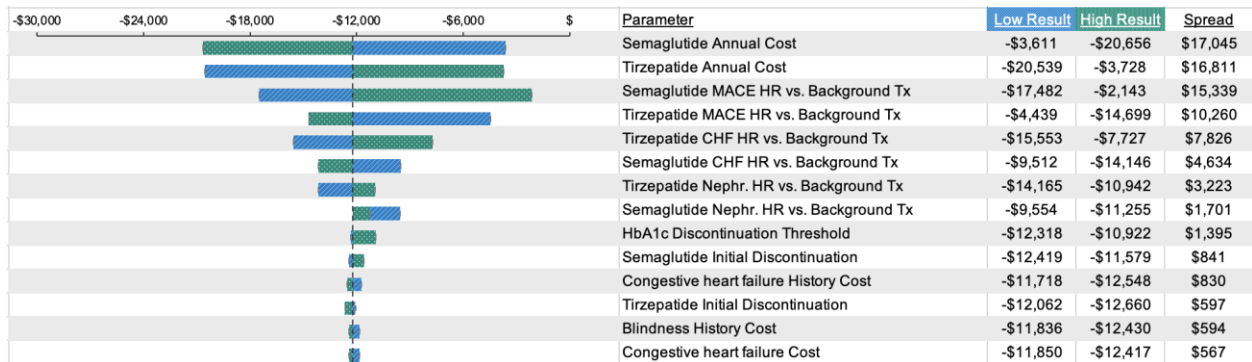 -$30,000 -$24,000 -$18,000 -$12,000 -$6,000 $ Parameter Low Result High Result Spread
Semaglutide Annual Cost -$3,611 -$20,656 $17,045
Tirzepatide Annual Cost -$20,539 -$3,728 $16,811
Semaglutide MACE HR vs. Background Tx -$17,482 -$2,143 $15,339
Tirzepatide MACE HR vs. Background Tx -$4,439 -$14,699 $10,260
Tirzepatide CHF HR vs. Background Tx -$15,553 -$7,727 $7,826
Semaglutide CHF HR vs. Background Tx -$9,512 -$14,146 $4,634
Tirzepatide Nephr. HR vs. Background Tx -$14,165 -$10,942 $3,223
Semaglutide Nephr. HR vs. Background Tx -$9,554 -$11,255 $1,701
HbA1c Discontinuation Threshold -$12,318 -$10,922 $1,395
Semaglutide Initial Discontinuation -$12,419 -$11,579 $841
Congestive heart failure History Cost -$11,718 -$12,548 $830
Tirzepatide Initial Discontinuation -$12,062 -$12,660 $597
Blindness History Cost -$11,836 -$12,430 $594
Congestive heart failure Cost -$11,850 -$12,417 $567